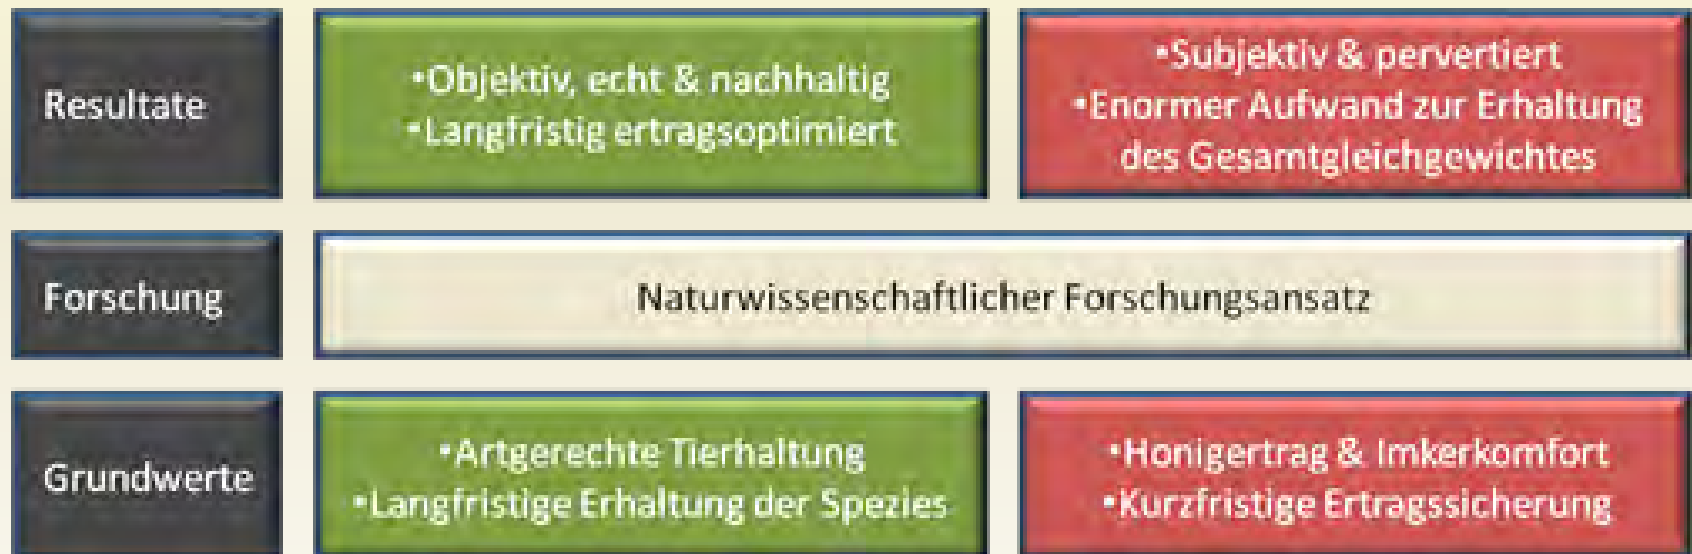 Resultate
•Objektiv, echt & nachhaltig
•Langfristig ertragsoptimiert
•Subjektiv & pervertiert
•Enormer Aufwand zur Erhaltung
des Gesamtgleichgewichtes
Forschung
Naturwissenschaftlicher Forschungsansatz
Grundwerte
•Artgerechte Tierhaltung
•Langfristige Erhaltung der Spezies
•Honigertrag & Imkerkomfort
•Kurzfristige Ertragssicherung